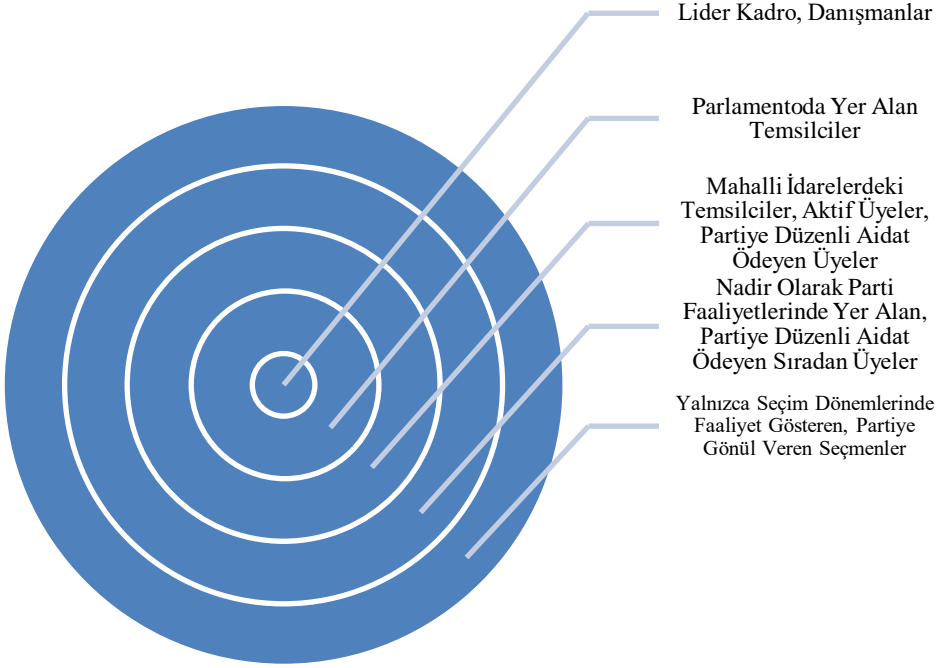 Lider Kadro, Danışmanlar
Parlamentoda Yer Alan
Temsilciler
Mahalli İdarelerdeki
Temsilciler, Aktif Üyeler,
Partiye Düzenli Aidat
Ödeyen Üyeler
Nadir Olarak Parti
Faaliyetlerinde Yer Alan,
Partiye Düzenli Aidat
Ödeyen Sıradan Üyeler
Yalnızca Seçim Dönemlerinde
Faaliyet Gösteren, Partiye
Gönül Veren Seçmenler